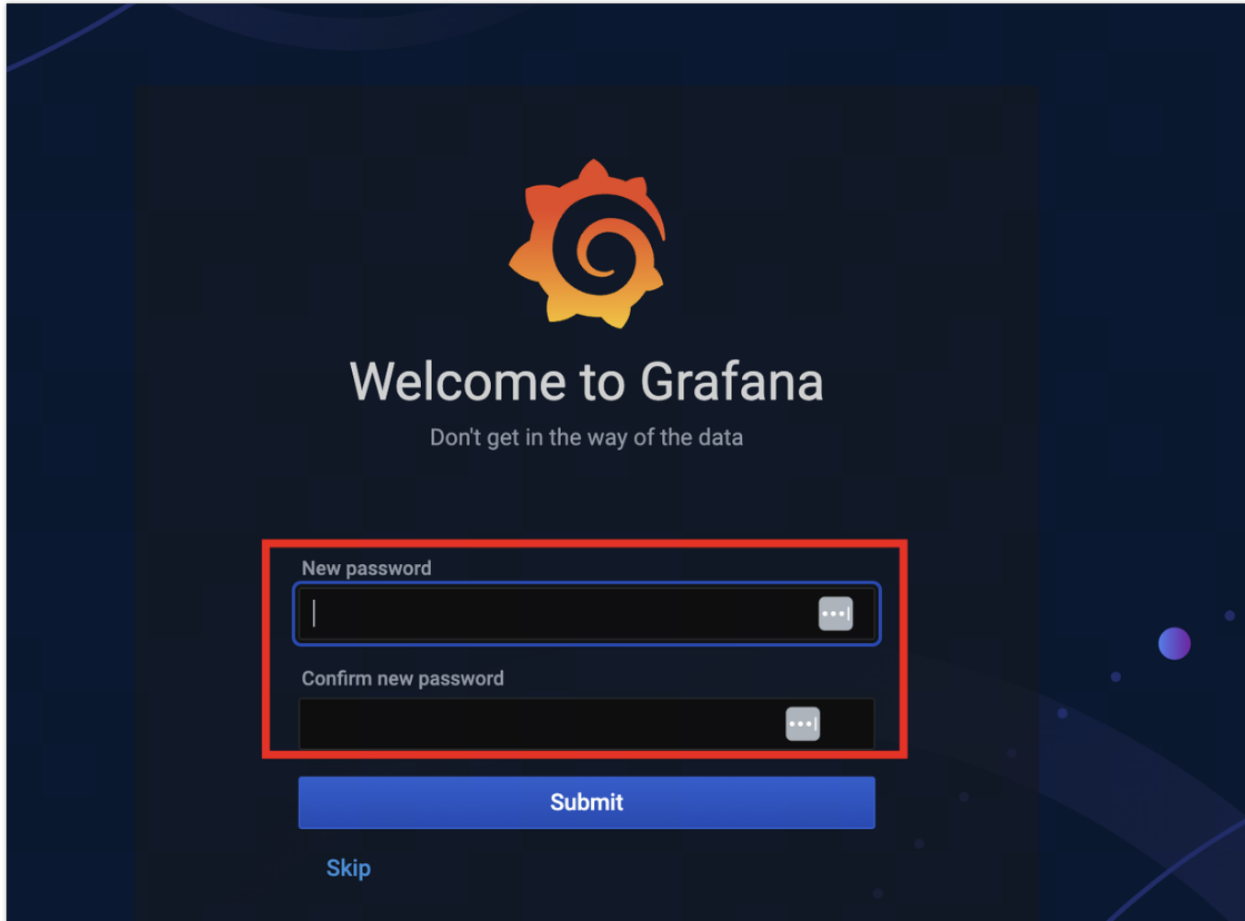 Welcome to Grafana
Don't get in the way of the data
New password
Confirm new password
Submit
Skip